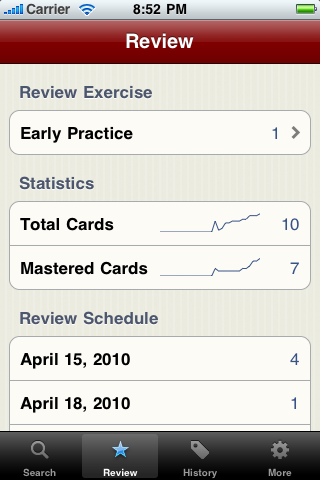 Carrier 8:52 PM
Review
Review Exercise
Early Practice 1
Statistics
Total Cards 10
Mastered Cards 7
Review Schedule
April 15, 2010 4
April 18, 2010 1
Search Review History More